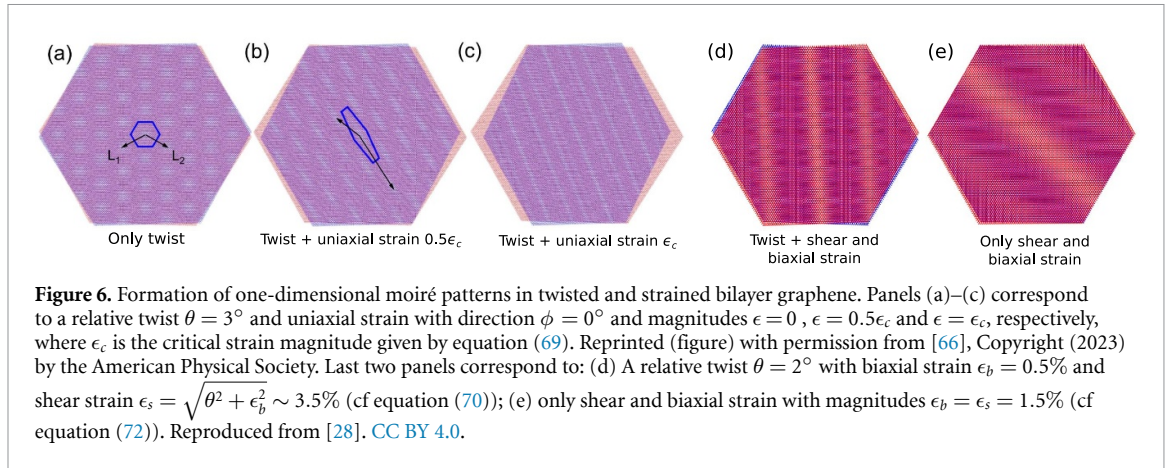 (a)
(b)
(c)
(d)
(e)
L₁
L₂
Only twist
Twist + uniaxial strain 0.5ϵc
Twist + uniaxial strain ϵc
Twist + shear and
biaxial strain
Only shear and
biaxial strain
Figure 6. Formation of one-dimensional moiré patterns in twisted and strained bilayer graphene. Panels (a)–(c) correspond
to a relative twist θ = 3° and uniaxial strain with direction ϕ = 0° and magnitudes ϵ = 0 , ϵ = 0.5ϵc and ϵ = ϵc, respectively,
where ϵc is the critical strain magnitude given by equation (69). Reprinted (figure) with permission from [66], Copyright (2023)
by the American Physical Society. Last two panels correspond to: (d) A relative twist θ = 2° with biaxial strain ϵb = 0.5% and
shear strain ϵs = √(θ² + ϵb²) ∼ 3.5% (cf equation (70)); (e) only shear and biaxial strain with magnitudes ϵb = ϵs = 1.5% (cf
equation (72)). Reproduced from [28]. CC BY 4.0.